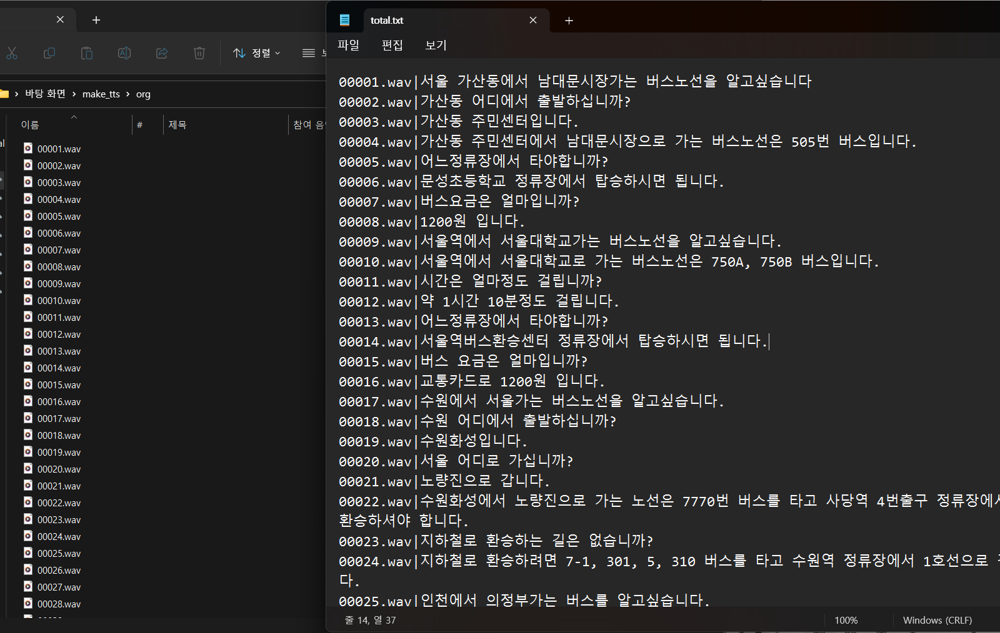 total.txt
파일 편집 보기
정렬
바탕 화면 > make_tts > org
이름 # 제목 참여
00001.wav
00002.wav
00003.wav
00004.wav
00005.wav
00006.wav
00007.wav
00008.wav
00009.wav
00010.wav
00011.wav
00012.wav
00013.wav
00014.wav
00015.wav
00016.wav
00017.wav
00018.wav
00019.wav
00020.wav
00021.wav
00022.wav
00023.wav
00024.wav
00025.wav
00026.wav
00027.wav
00028.wav
00001.wav|서울 가산동에서 남대문시장가는 버스노선을 알고싶습니다
00002.wav|가산동 어디에서 출발하십니까?
00003.wav|가산동 주민센터입니다.
00004.wav|가산동 주민센터에서 남대문시장으로 가는 버스노선은 505번 버스입니다.
00005.wav|어느정류장에서 타야합니까?
00006.wav|문성초등학교 정류장에서 탑승하시면 됩니다.
00007.wav|버스요금은 얼마입니까?
00008.wav|1200원 입니다.
00009.wav|서울역에서 서울대학교가는 버스노선을 알고싶습니다.
00010.wav|서울역에서 서울대학교로 가는 버스노선은 750A, 750B 버스입니다.
00011.wav|시간은 얼마정도 걸립니까?
00012.wav|약 1시간 10분정도 걸립니다.
00013.wav|어느정류장에서 타야합니까?
00014.wav|서울역버스환승센터 정류장에서 탑승하시면 됩니다.
00015.wav|버스 요금은 얼마입니까?
00016.wav|교통카드로 1200원 입니다.
00017.wav|수원에서 서울가는 버스노선을 알고싶습니다.
00018.wav|수원 어디에서 출발하십니까?
00019.wav|수원화성입니다.
00020.wav|서울 어디로 가십니까?
00021.wav|노량진으로 갑니다.
00022.wav|수원화성에서 노량진으로 가는 노선은 7770번 버스를 타고 사당역 4번출구 정류장에서
환승하셔야 합니다.
00023.wav|지하철로 환승하는 길은 없습니까?
00024.wav|지하철로 환승하려면 7-1, 301, 5, 310 버스를 타고 수원역 정류장에서 1호선으로
다.
00025.wav|인천에서 의정부가는 버스를 알고싶습니다.
줄 14, 열 37 100% Windows (CRLF)